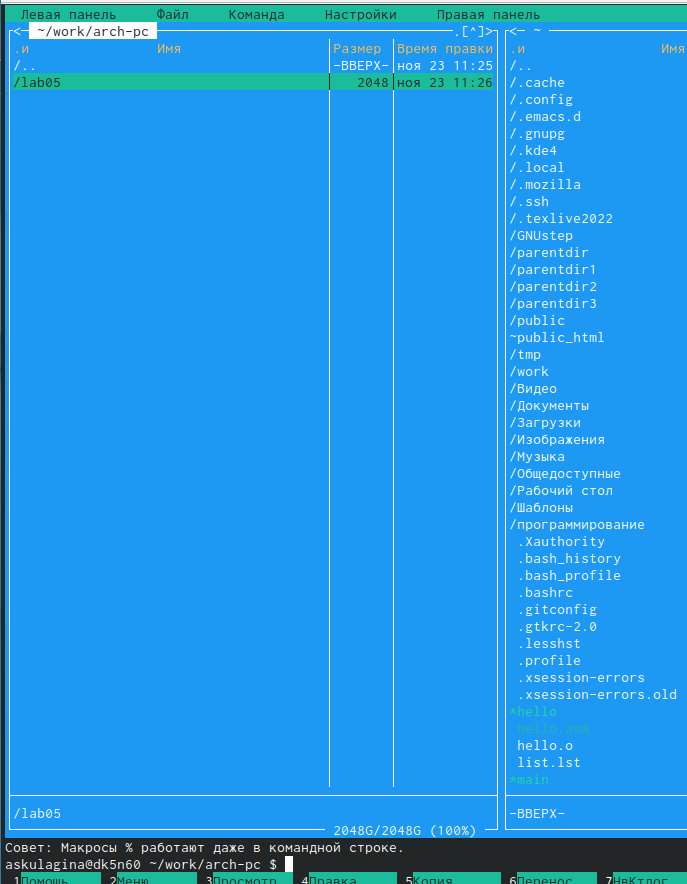 Левая панель Файл Команда Настройки Правая панель
<─ ~/work/arch-pc .[^]>
.и Имя Размер Время правки
/.. -ВВЕРХ- ноя 23 11:25
/lab05 2048 ноя 23 11:26
/lab05
2048G/2048G (100%)
<─ ~
.и Имя
/..
/.cache
/.config
/.emacs.d
/.gnupg
/.kde4
/.local
/.mozilla
/.ssh
/.texlive2022
/GNUstep
/parentdir
/parentdir1
/parentdir2
/parentdir3
/public
~public_html
/tmp
/work
/Видео
/Документы
/Загрузки
/Изображения
/Музыка
/Общедоступные
/Рабочий стол
/Шаблоны
/программирование
.Xauthority
.bash_history
.bash_profile
.bashrc
.gitconfig
.gtkrc-2.0
.lesshst
.profile
.xsession-errors
.xsession-errors.old
*hello
hello.asm
hello.o
list.lst
*main
-ВВЕРХ-
Совет: Макросы % работают даже в командной строке.
askulagina@dk5n60 ~/work/arch-pc $
1Помощь 2Меню 3Просмотр 4Правка 5Копия 6Перенос 7НвКтлог